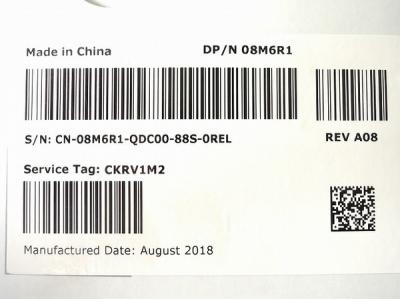 Made in China DP/N 08M6R1
S/N: CN-08M6R1-QDC00-88S-0REL REV A08
Service Tag: CKRV1M2
Manufactured Date: August 2018